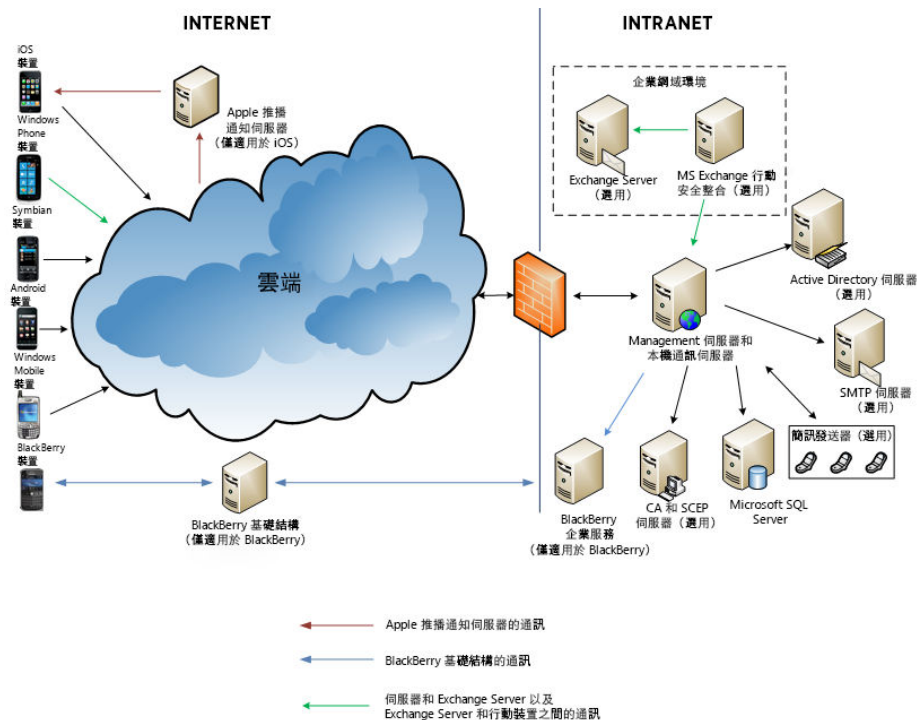 INTERNET
INTRANET
iOS
裝置
Windows
Phone
裝置
Symbian
裝置
Android
裝置
Windows
Mobile
裝置
BlackBerry
裝置
Apple 推播
通知伺服器
(僅適用於 iOS)
雲端
BlackBerry 基礎結構
(僅適用於 BlackBerry)
企業網域環境
Exchange Server
(選用)
MS Exchange 行動
安全整合(選用)
Active Directory 伺服器
(選用)
Management 伺服器和
本機通訊伺服器
SMTP 伺服器
(選用)
簡訊發送器(選用)
BlackBerry
企業服務
(僅適用於 BlackBerry)
CA 和 SCEP
伺服器(選用)
Microsoft SQL
Server
Apple 推播通知伺服器的通訊
BlackBerry 基礎結構的通訊
伺服器和 Exchange Server 以及
Exchange Server 和行動裝置之間的通訊